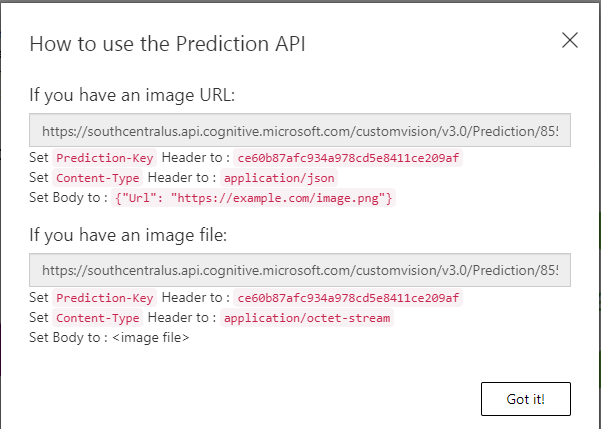 How to use the Prediction API
If you have an image URL:
https://southcentralus.api.cognitive.microsoft.com/customvision/v3.0/Prediction/855
Set Prediction-Key Header to : ce60b87afc934a978cd5e8411ce209af
Set Content-Type Header to : application/json
Set Body to : {"Url": "https://example.com/image.png"}
If you have an image file:
https://southcentralus.api.cognitive.microsoft.com/customvision/v3.0/Prediction/855
Set Prediction-Key Header to : ce60b87afc934a978cd5e8411ce209af
Set Content-Type Header to : application/octet-stream
Set Body to : <image file>
Got it!